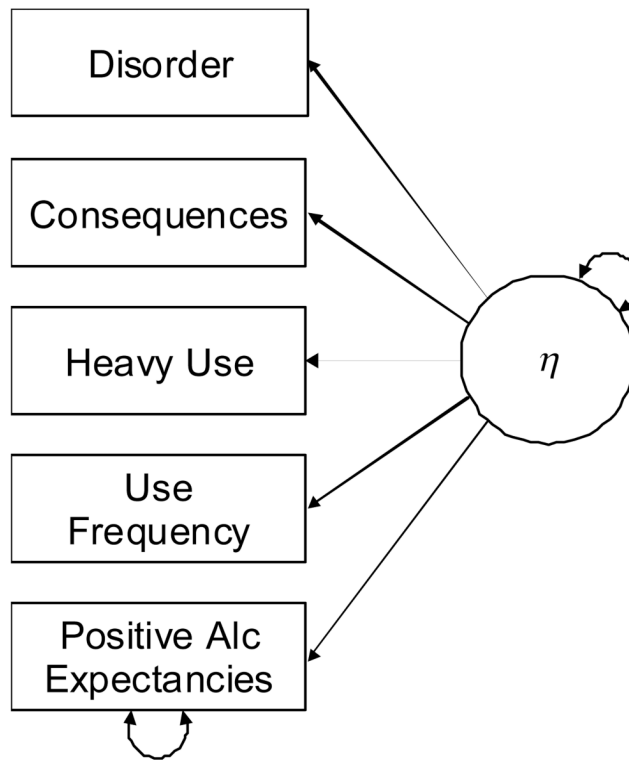 Disorder
Consequences
Heavy Use
Use
Frequency
Positive Alc
Expectancies
η